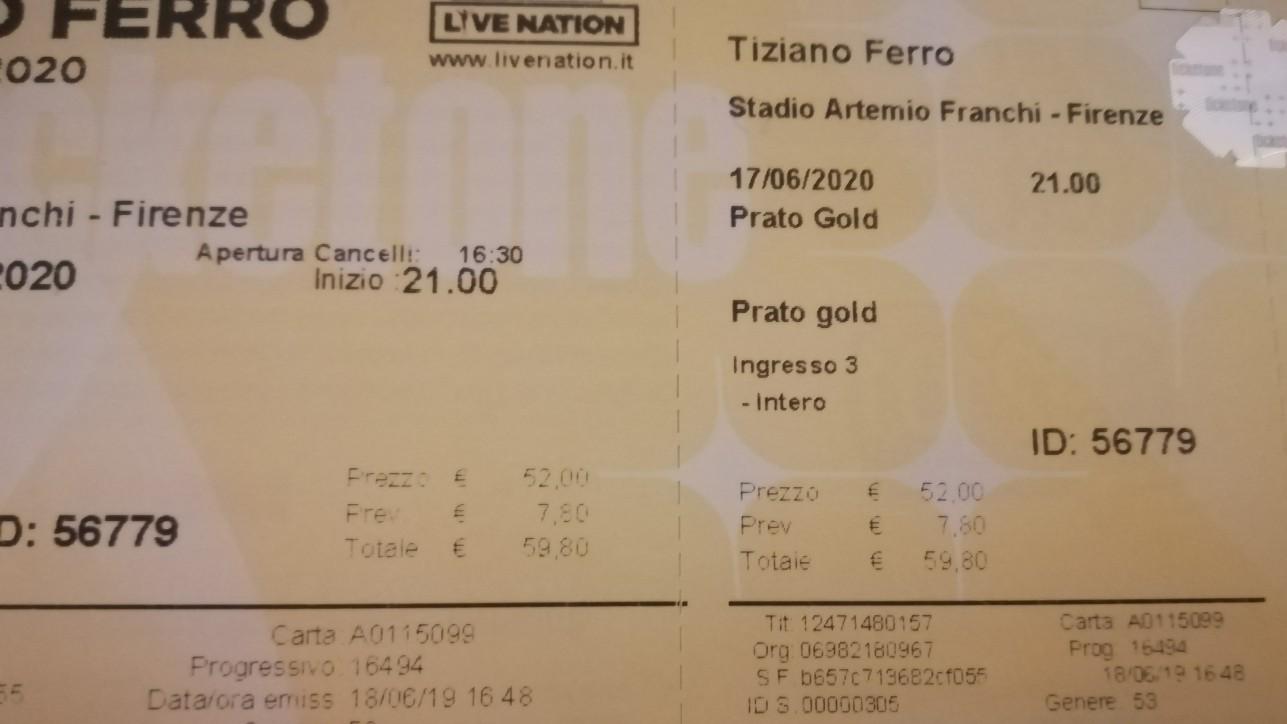 O FERRO
2020
LIVE NATION
www.livenation.it
ticketone
nchi - Firenze
Apertura Cancelli: 16:30
2020
Inizio : 21.00
Prezzo € 52,00
Prev € 7,80
D: 56779
Totale € 59,80
Carta A0115099
Progressivo 16494
55 Data/ora emiss 18/06/19 16 48
Tiziano Ferro
Stadio Artemio Franchi - Firenze
17/06/2020 21.00
Prato Gold
Prato gold
Ingresso 3
- Intero
ID: 56779
Prezzo € 52,00
Prev € 7,80
Totale € 59,80
Tit 12471480157 Carta A0115099
Org 06982180967 Prog 16494
S F b657c713682cf055 18/06/19 16 48
ID S 00000305 Genere 53